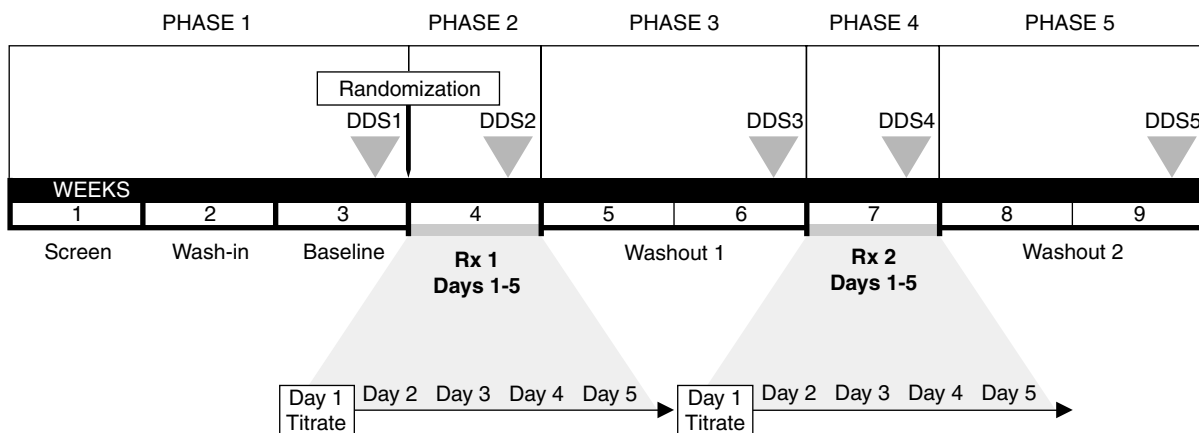 PHASE 1 PHASE 2 PHASE 3 PHASE 4 PHASE 5
Randomization
DDS1 DDS2 DDS3 DDS4 DDS5
WEEKS
1 2 3 4 5 6 7 8 9
Screen Wash-in Baseline Rx 1 Washout 1 Rx 2 Washout 2
Days 1-5 Days 1-5
Day 1 Day 2 Day 3 Day 4 Day 5 Day 1 Day 2 Day 3 Day 4 Day 5
Titrate Titrate